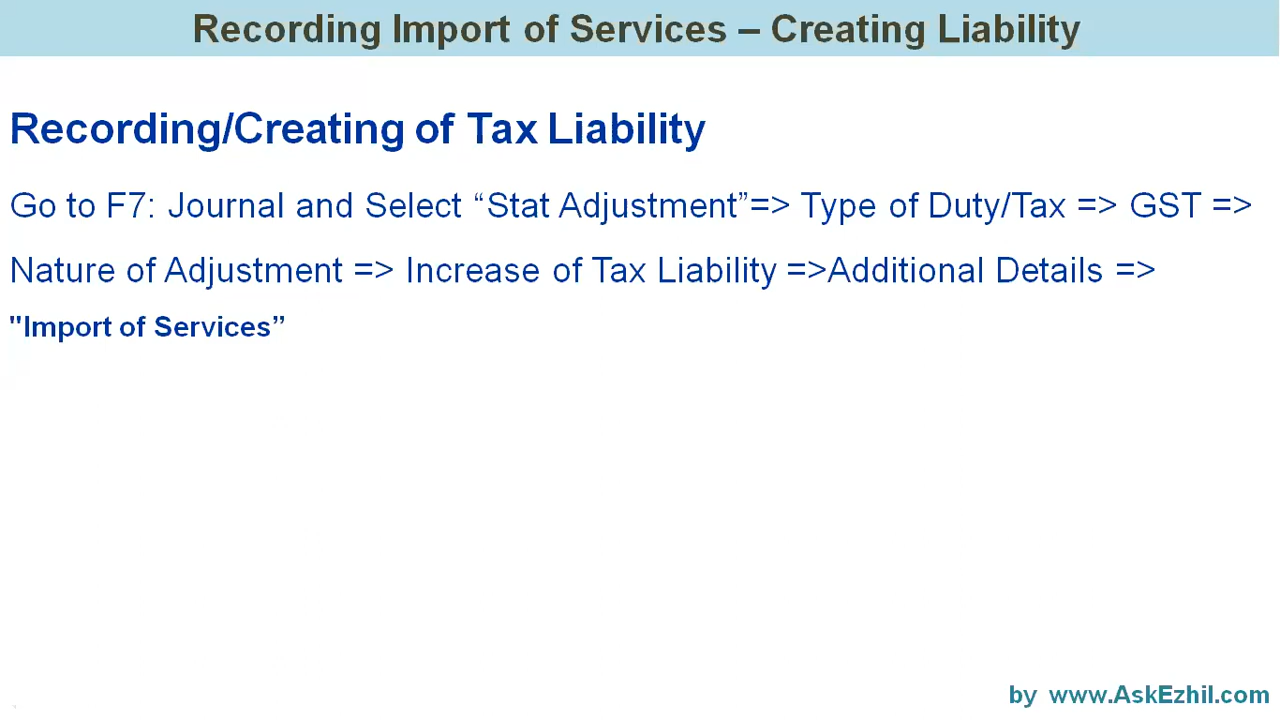 Recording Import of Services – Creating Liability
Recording/Creating of Tax Liability
Go to F7: Journal and Select “Stat Adjustment”=> Type of Duty/Tax => GST =>
Nature of Adjustment => Increase of Tax Liability =>Additional Details =>
"Import of Services”
by www.AskEzhil.com